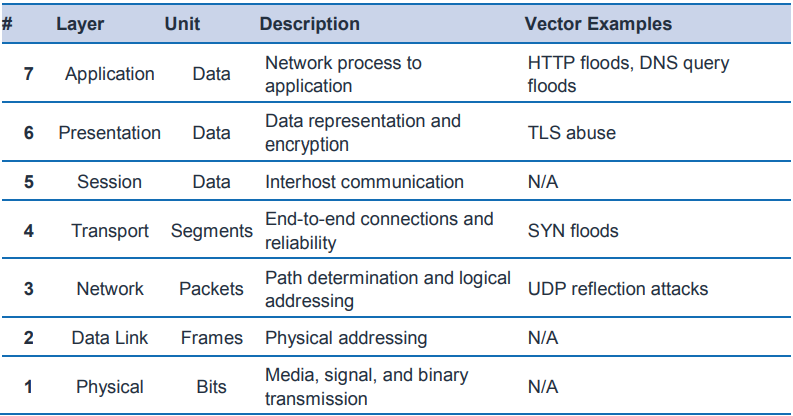 # Layer Unit Description Vector Examples
7 Application Data Network process to application HTTP floods, DNS query floods
6 Presentation Data Data representation and encryption TLS abuse
5 Session Data Interhost communication N/A
4 Transport Segments End-to-end connections and reliability SYN floods
3 Network Packets Path determination and logical addressing UDP reflection attacks
2 Data Link Frames Physical addressing N/A
1 Physical Bits Media, signal, and binary transmission N/A